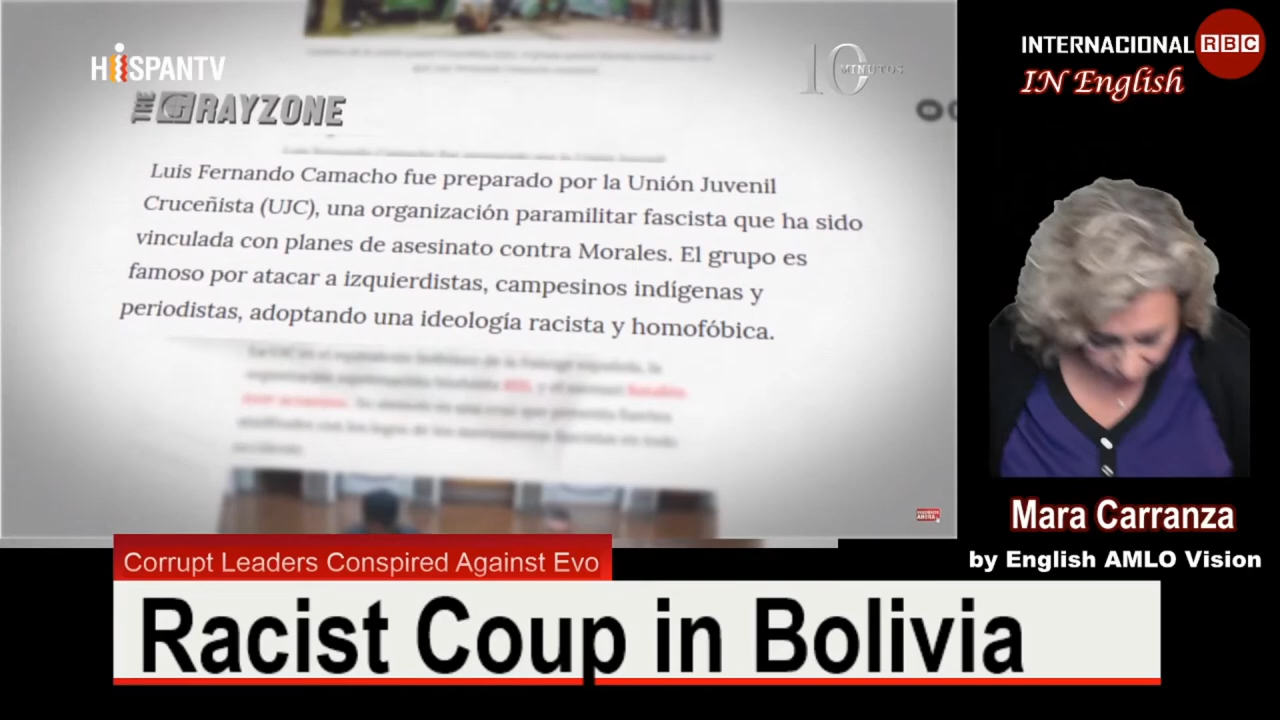 HISPANTV
10 MINUTOS
INTERNACIONAL RBC
IN English
THE GRAYZONE
Luis Fernando Camacho fue preparado por la Unión Juvenil
Cruceñista (UJC), una organización paramilitar fascista que ha sido
vinculada con planes de asesinato contra Morales. El grupo es
famoso por atacar a izquierdistas, campesinos indígenas y
periodistas, adoptando una ideología racista y homofóbica.
Mara Carranza
by English AMLO Vision
Corrupt Leaders Conspired Against Evo
Racist Coup in Bolivia